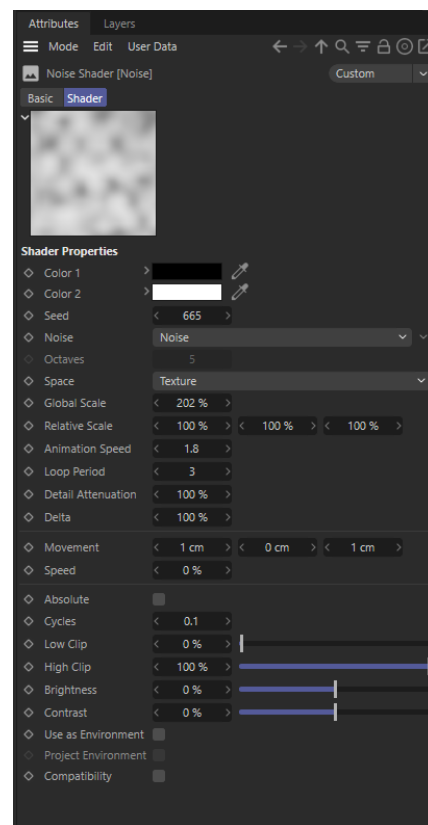 Attributes Layers
Mode Edit User Data
Noise Shader [Noise] Custom
Basic Shader
Shader Properties
Color 1
Color 2
Seed 665
Noise Noise
Octaves 5
Space Texture
Global Scale 202 %
Relative Scale 100 % 100 % 100 %
Animation Speed 1.8
Loop Period 3
Detail Attenuation 100 %
Delta 100 %
Movement 1 cm 0 cm 1 cm
Speed 0 %
Absolute
Cycles 0.1
Low Clip 0 %
High Clip 100 %
Brightness 0 %
Contrast 0 %
Use as Environment
Project Environment
Compatibility